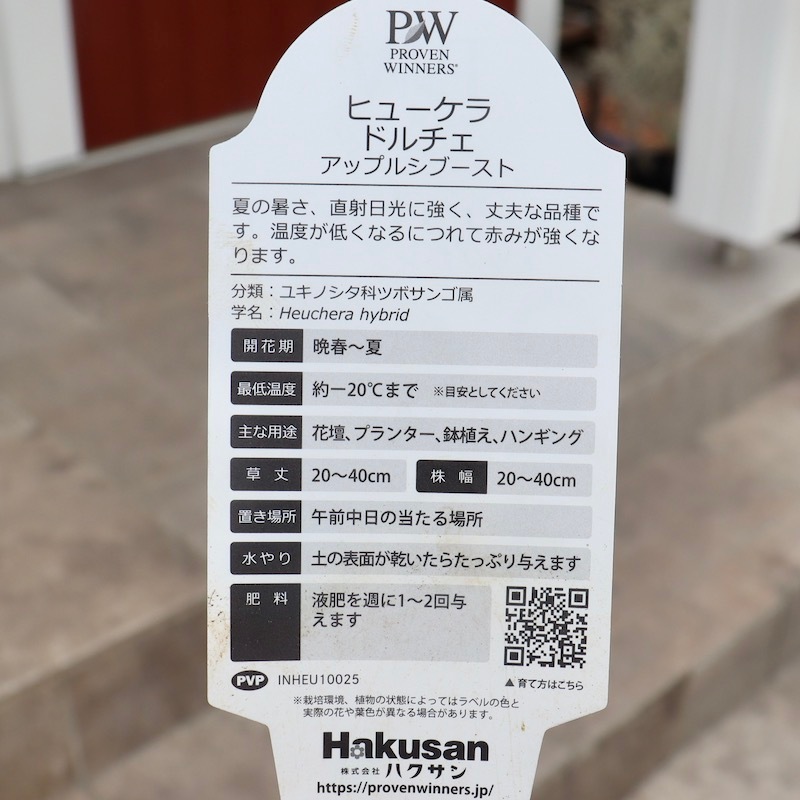 PW
PROVEN
WINNERS®
ヒューケラ
ドルチェ
アップルシブースト
夏の暑さ、直射日光に強く、丈夫な品種で
す。温度が低くなるにつれて赤みが強くな
ります。
分類：ユキノシタ科ツボサンゴ属
学名：Heuchera hybrid
開花期 晩春〜夏
最低温度 約ー20℃まで ※目安としてください
主な用途 花壇、プランター、鉢植え、ハンギング
草丈 20〜40cm 株幅 20〜40cm
置き場所 午前中日の当たる場所
水やり 土の表面が乾いたらたっぷり与えます
肥料 液肥を週に1〜2回与
えます
PVP INHEU10025
▲育て方はこちら
※栽培環境、植物の状態によってはラベルの色と
実際の花や葉色が異なる場合があります。
Hakusan
株式会社ハクサン
https://provenwinners.jp/